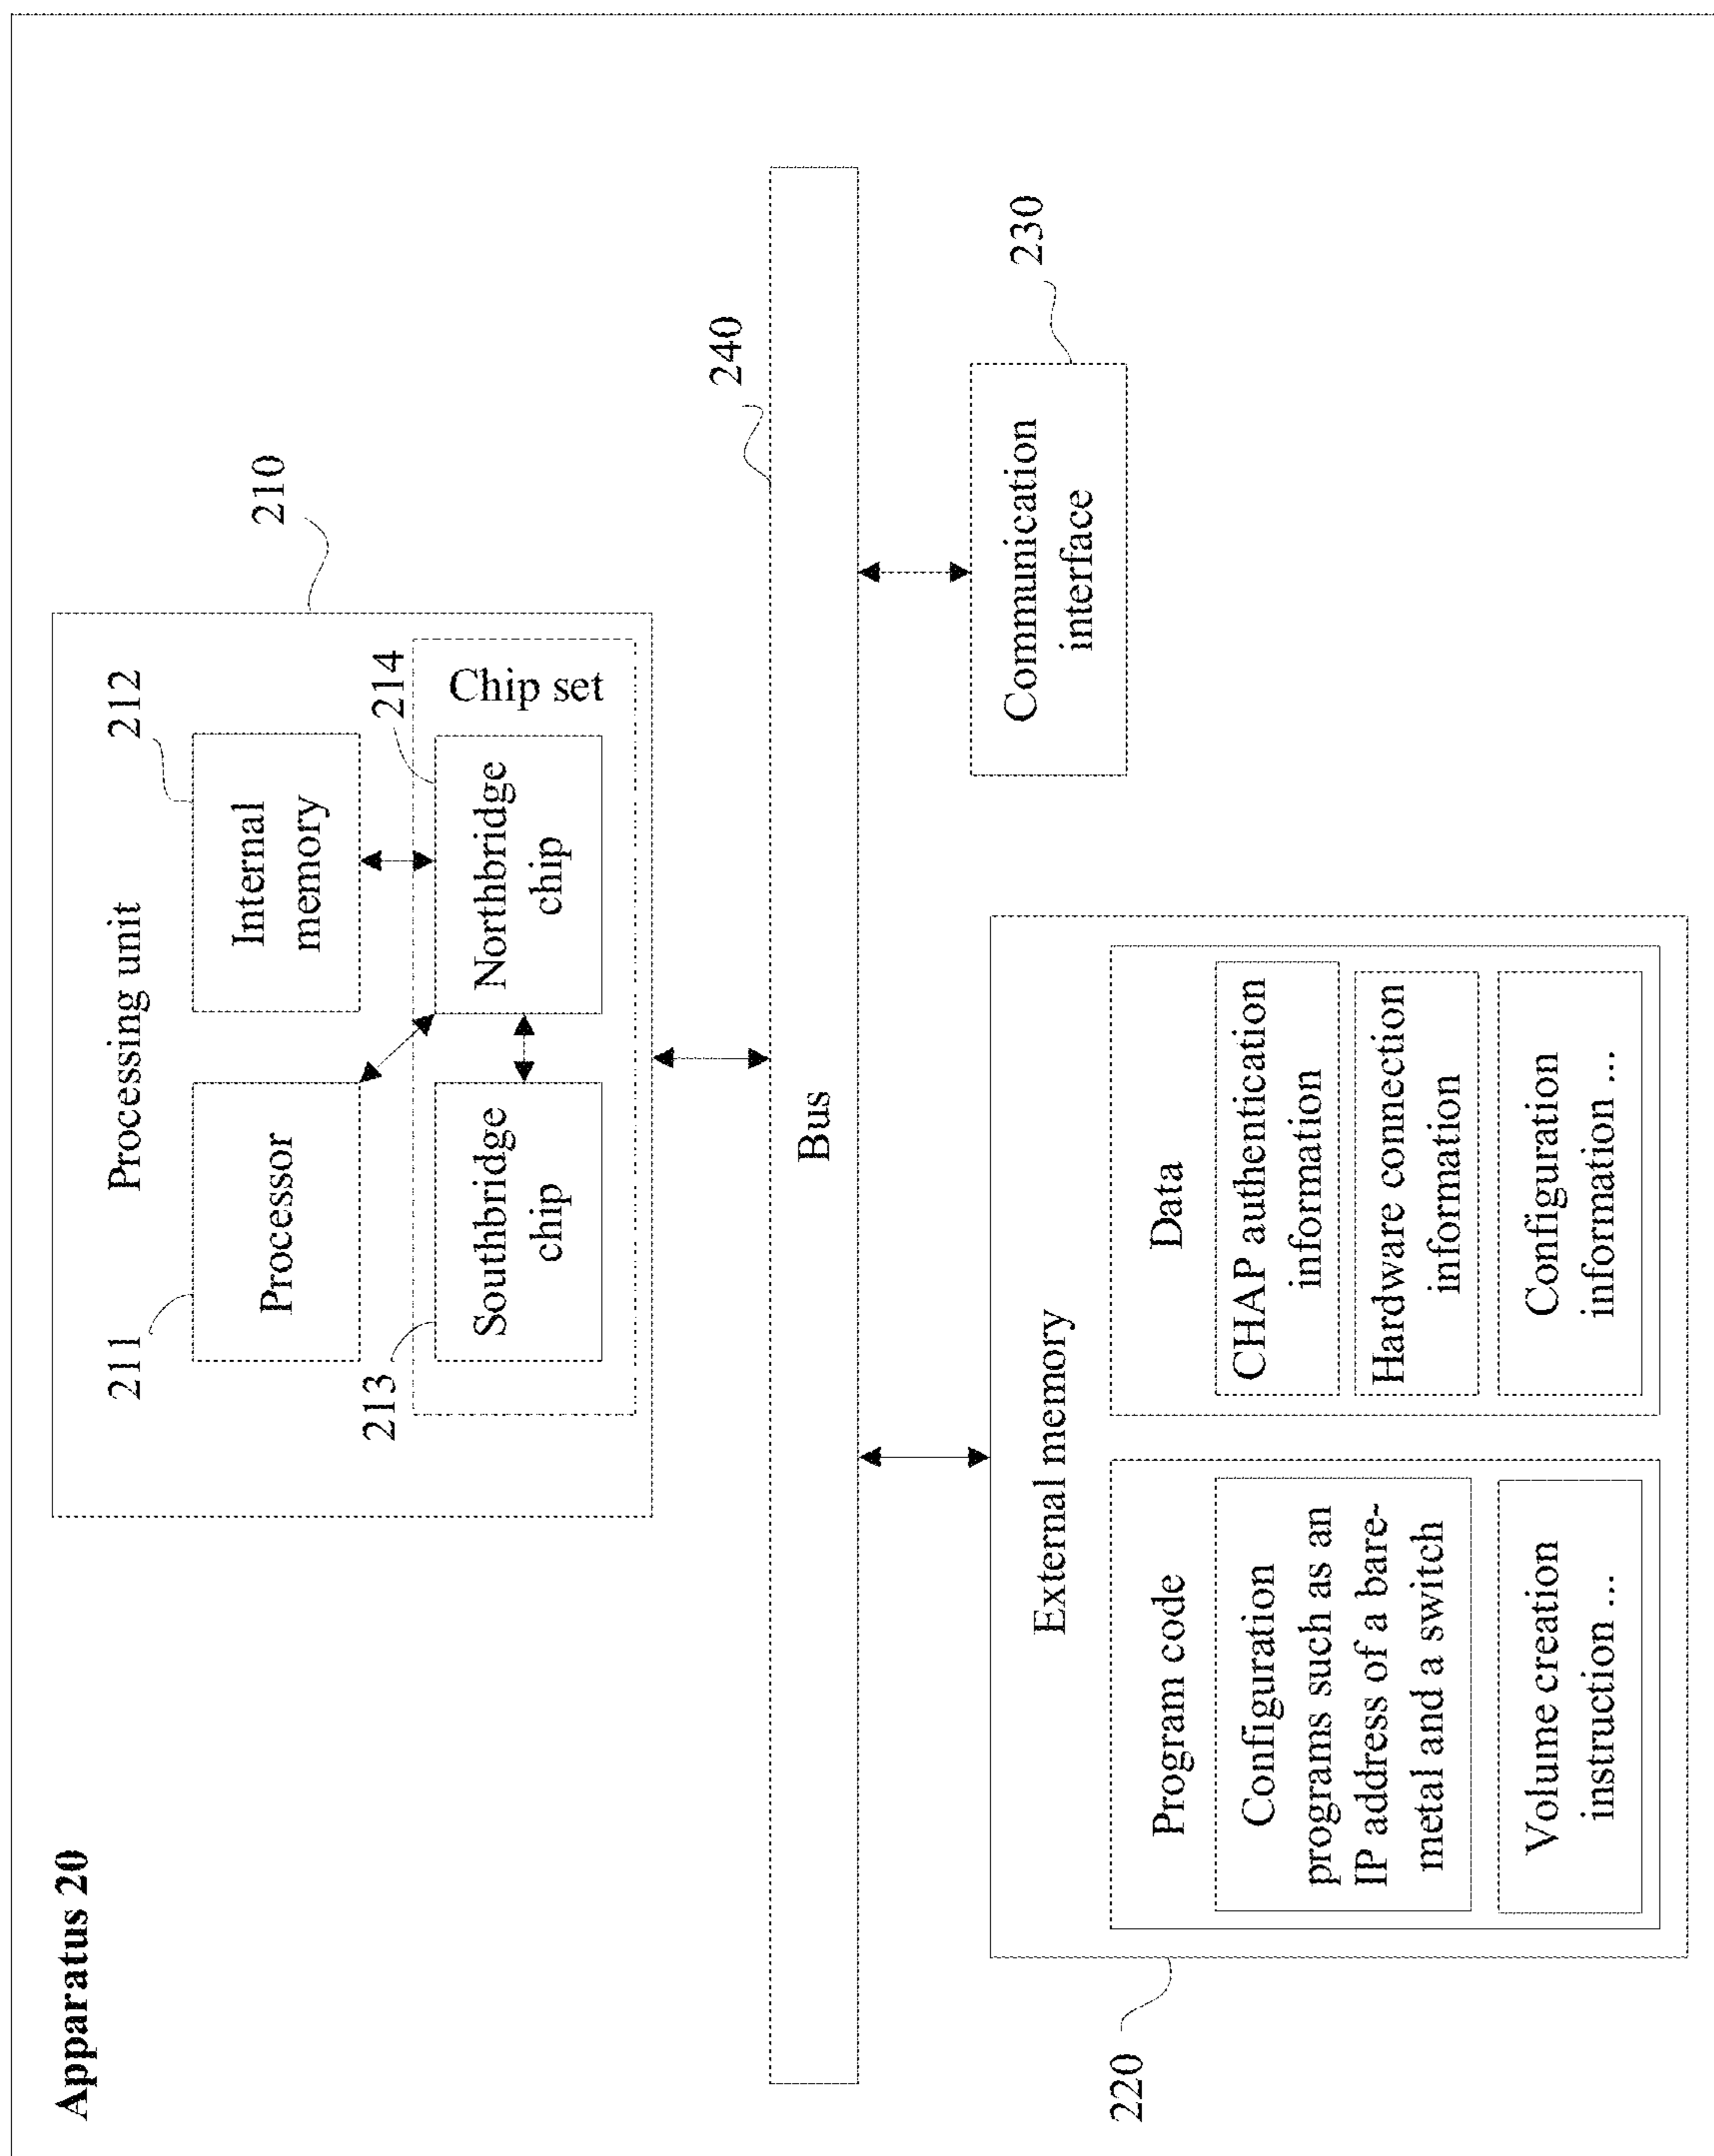 Apparatus 20
210
Processing unit
211
Processor
212
Internal
memory
213
Southbridge
chip
214
Northbridge
chip
Chip set
240
Bus
220
External memory
Program code
Configuration
programs such as an
IP address of a bare-
metal and a switch
Volume creation
instruction ...
Data
CHAP authentication
information
Hardware connection
information
Configuration
information ...
230
Communication
interface